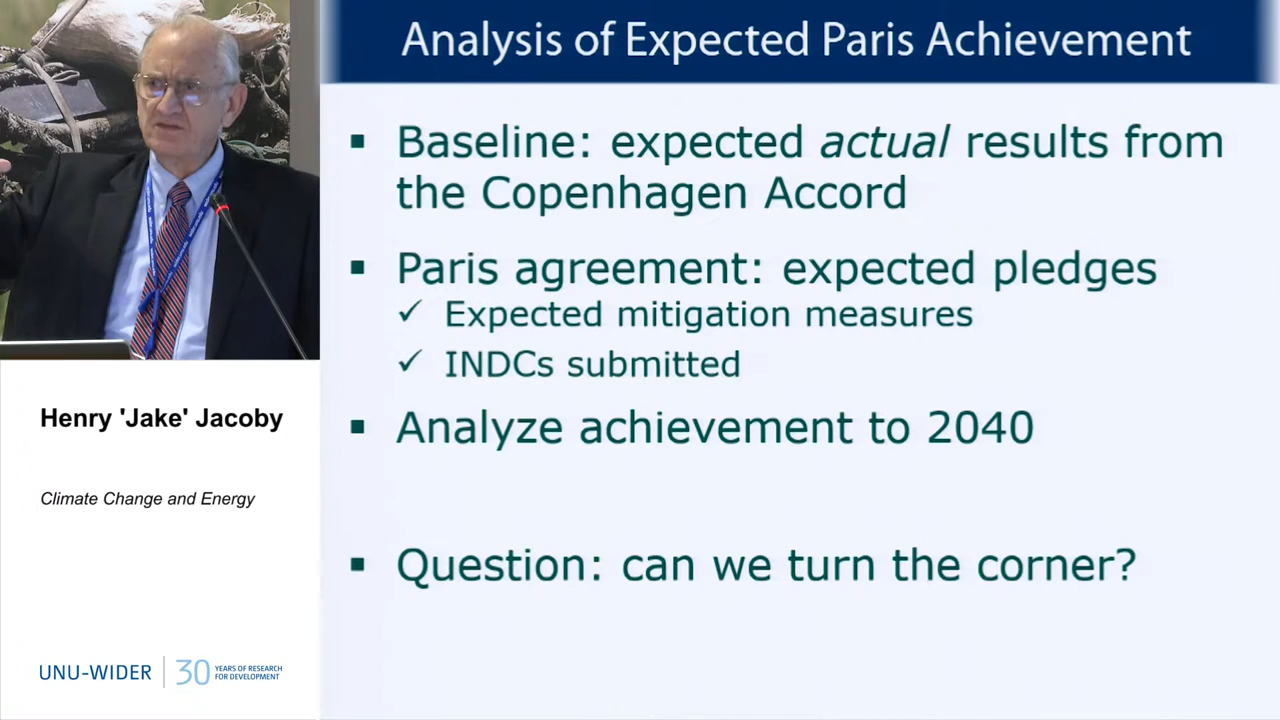 Analysis of Expected Paris Achievement
▪ Baseline: expected actual results from
the Copenhagen Accord
▪ Paris agreement: expected pledges
✓ Expected mitigation measures
✓ INDCs submitted
▪ Analyze achievement to 2040
▪ Question: can we turn the corner?
Henry 'Jake' Jacoby
Climate Change and Energy
UNU-WIDER
30 YEARS OF RESEARCH
FOR DEVELOPMENT